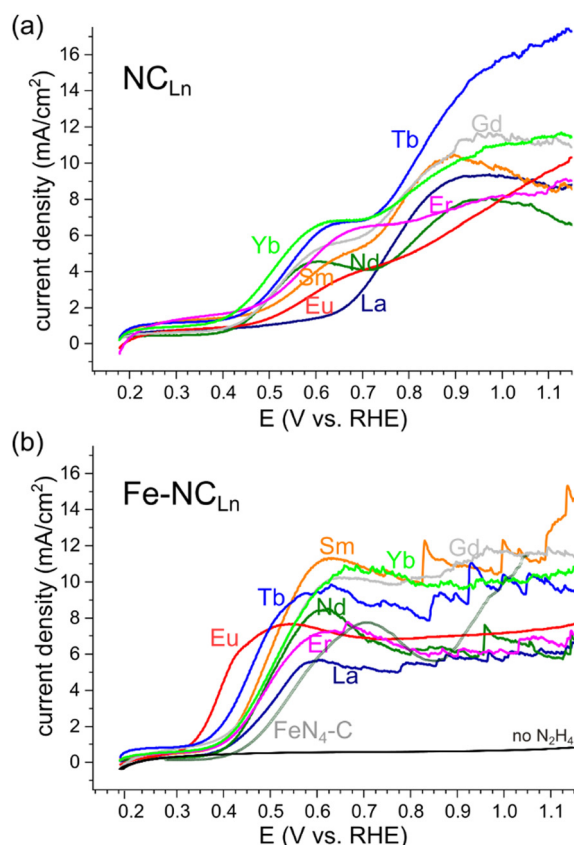 (a)
NC_Ln
current density (mA/cm²)
16
14
12
10
8
6
4
2
0
Tb
Gd
Yb
Er
Nd
Sm
Eu
La
0.2 0.3 0.4 0.5 0.6 0.7 0.8 0.9 1.0 1.1
E (V vs. RHE)
(b)
Fe-NC_Ln
current density (mA/cm²)
16
14
12
10
8
6
4
2
0
Sm
Yb
Gd
Tb
Nd
Eu
Er
La
FeN₄-C
no N₂H₄
0.2 0.3 0.4 0.5 0.6 0.7 0.8 0.9 1.0 1.1
E (V vs. RHE)